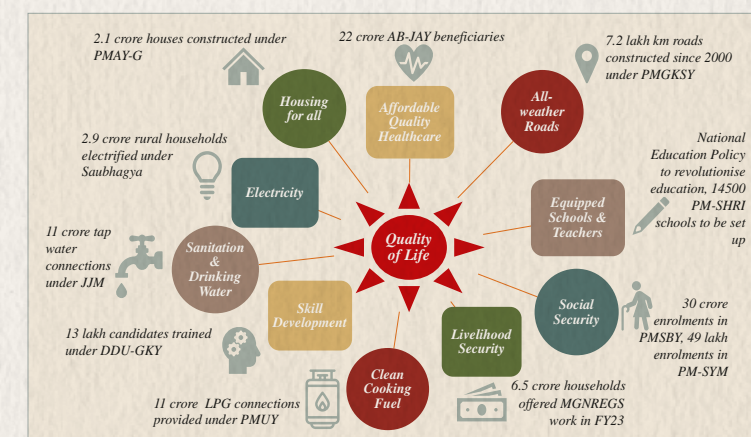 2.1 crore houses constructed under
PMAY-G
22 crore AB-JAY beneficiaries
7.2 lakh km roads
constructed since 2000
under PMGKSY
Housing
for all
Affordable
Quality
Healthcare
All-
weather
Roads
2.9 crore rural households
electrified under
Saubhagya
Electricity
National
Education Policy
to revolutionise
education, 14500
PM-SHRI
schools to be set
up
Equipped
Schools &
Teachers
11 crore tap
water
connections
under JJM
Sanitation
&
Drinking
Water
Quality
of Life
Social
Security
30 crore
enrolments in
PMSBY, 49 lakh
enrolments in
PM-SYM
13 lakh candidates trained
under DDU-GKY
Skill
Development
Livelihood
Security
11 crore LPG connections
provided under PMUY
Clean
Cooking
Fuel
6.5 crore households
offered MGNREGS
work in FY23